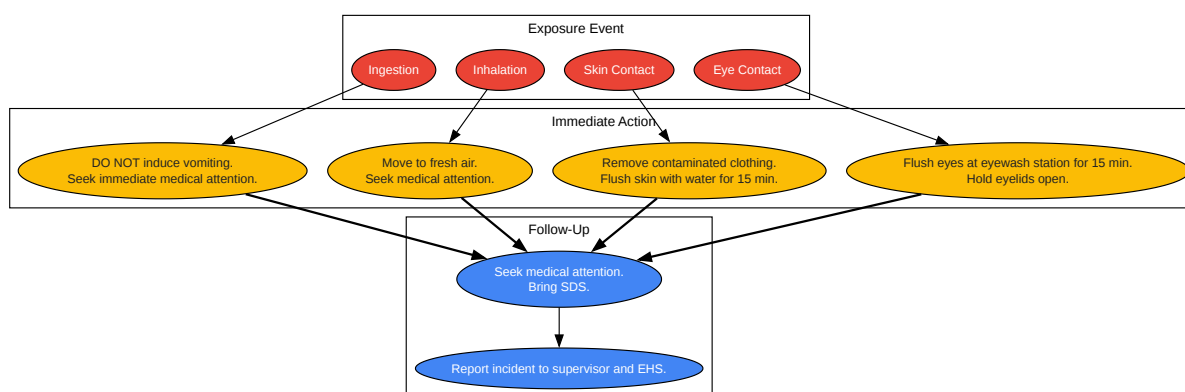 Exposure Event
Ingestion
Inhalation
Skin Contact
Eye Contact
Immediate Action
DO NOT induce vomiting.
Seek immediate medical attention.
Move to fresh air.
Seek medical attention.
Remove contaminated clothing.
Flush skin with water for 15 min.
Flush eyes at eyewash station for 15 min.
Hold eyelids open.
Follow-Up
Seek medical attention.
Bring SDS.
Report incident to supervisor and EHS.